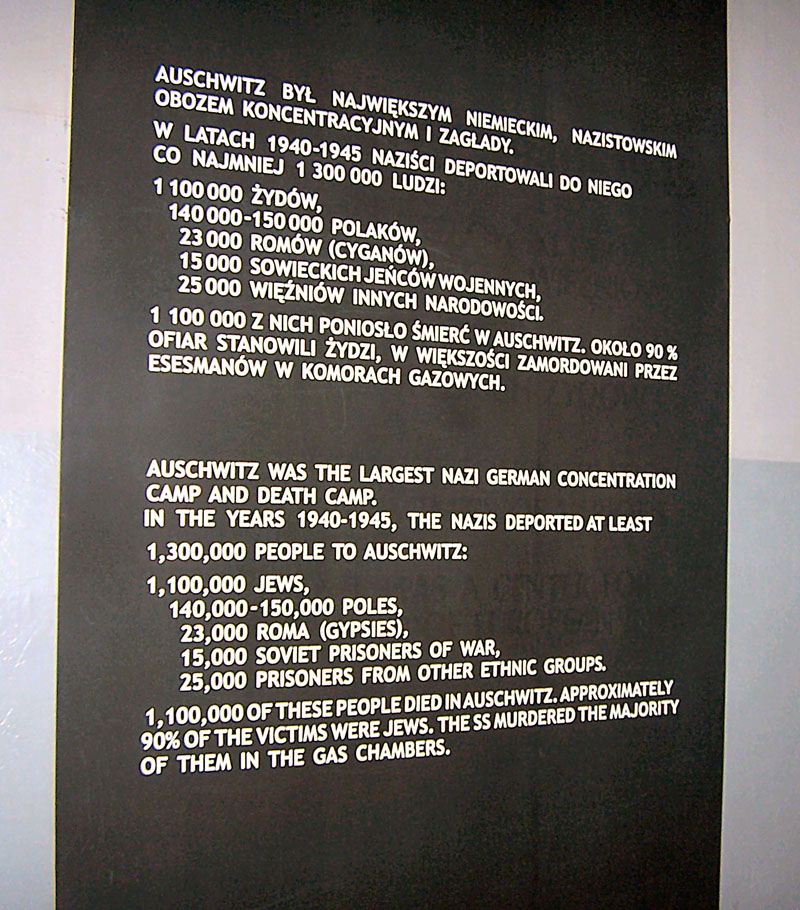 AUSCHWITZ BYŁ NAJWIĘKSZYM NIEMIECKIM, NAZISTOWSKIM
OBOZEM KONCENTRACYJNYM I ZAGŁADY.
W LATACH 1940-1945 NAZIŚCI DEPORTOWALI DO NIEGO
CO NAJMNIEJ 1 300 000 LUDZI:
1 100 000 ŻYDÓW,
140 000-150 000 POLAKÓW,
23 000 ROMÓW (CYGANÓW),
15 000 SOWIECKICH JEŃCÓW WOJENNYCH,
25 000 WIĘŹNIÓW INNYCH NARODOWOŚCI.
1 100 000 Z NICH PONIOSŁO ŚMIERĆ W AUSCHWITZ. OKOŁO 90 %
OFIAR STANOWILI ŻYDZI, W WIĘKSZOŚCI ZAMORDOWANI PRZEZ
ESESMANÓW W KOMORACH GAZOWYCH.
AUSCHWITZ WAS THE LARGEST NAZI GERMAN CONCENTRATION
CAMP AND DEATH CAMP.
IN THE YEARS 1940-1945, THE NAZIS DEPORTED AT LEAST
1,300,000 PEOPLE TO AUSCHWITZ:
1,100,000 JEWS,
140,000-150,000 POLES,
23,000 ROMA (GYPSIES),
15,000 SOVIET PRISONERS OF WAR,
25,000 PRISONERS FROM OTHER ETHNIC GROUPS.
1,100,000 OF THESE PEOPLE DIED IN AUSCHWITZ. APPROXIMATELY
90% OF THE VICTIMS WERE JEWS. THE SS MURDERED THE MAJORITY
OF THEM IN THE GAS CHAMBERS.